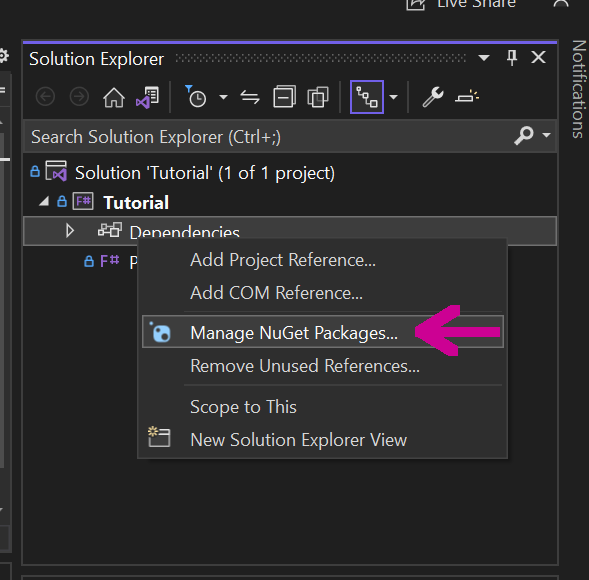 Live Share
Notifications
Solution Explorer
Search Solution Explorer (Ctrl+;)
Solution 'Tutorial' (1 of 1 project)
F# Tutorial
Dependencies
F# P
Add Project Reference...
Add COM Reference...
Manage NuGet Packages...
Remove Unused References...
Scope to This
New Solution Explorer View